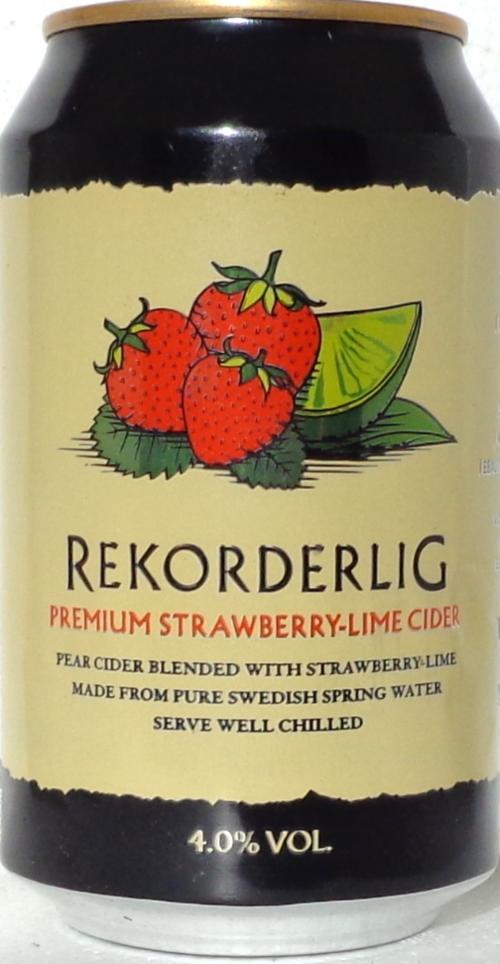 REKORDERLIG
PREMIUM STRAWBERRY-LIME CIDER
PEAR CIDER BLENDED WITH STRAWBERRY-LIME
MADE FROM PURE SWEDISH SPRING WATER
SERVE WELL CHILLED
4.0% VOL.